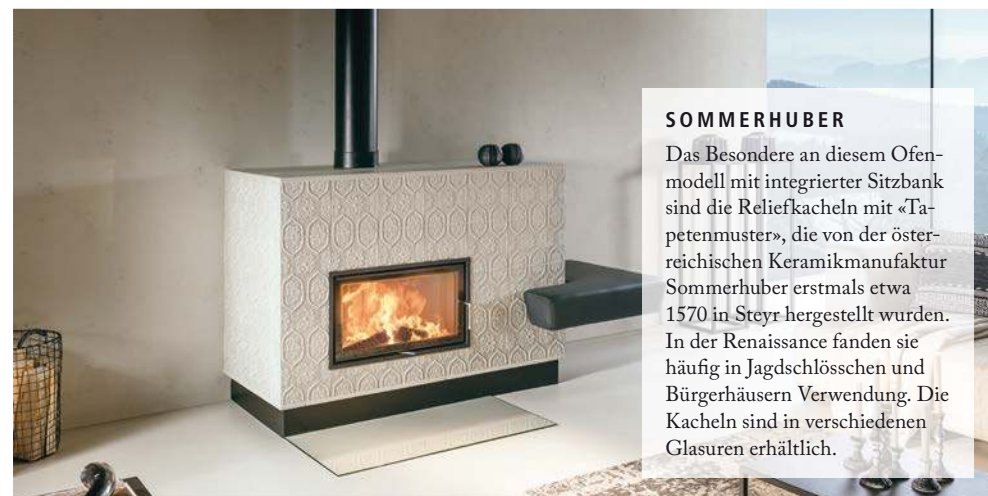 SOMMERHUBER
Das Besondere an diesem Ofen-
modell mit integrierter Sitzbank
sind die Reliefkacheln mit «Ta-
petenmuster», die von der öster-
reichischen Keramikmanufaktur
Sommerhuber erstmals etwa
1570 in Steyr hergestellt wurden.
In der Renaissance fanden sie
häufig in Jagdschlösschen und
Bürgerhäusern Verwendung. Die
Kacheln sind in verschiedenen
Glasuren erhältlich.